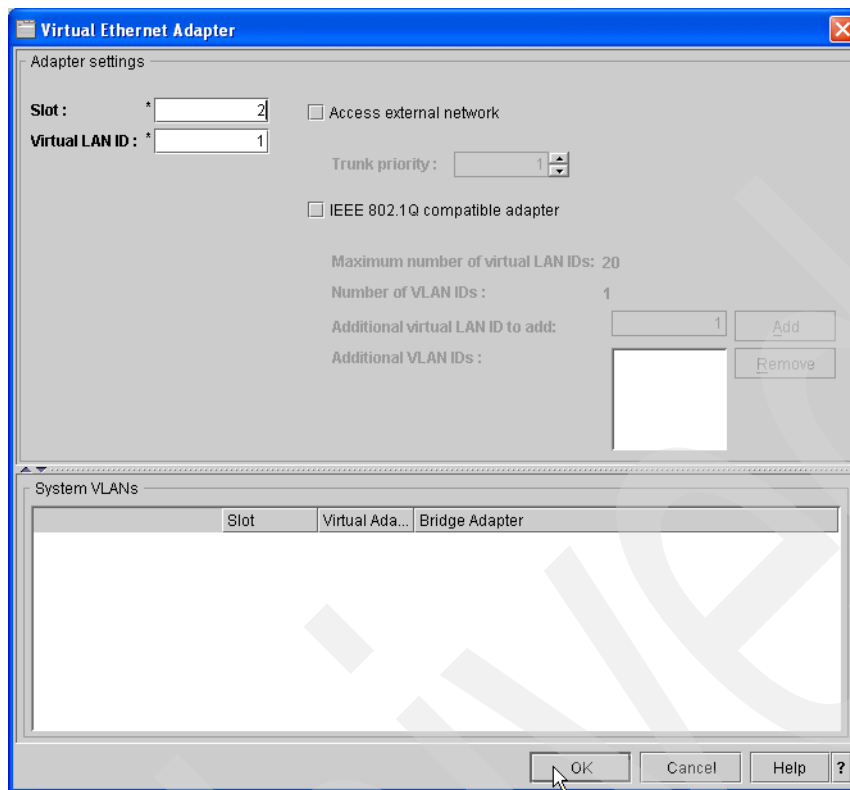 Virtual Ethernet Adapter
Adapter settings
Slot : * 2
Virtual LAN ID : * 1
Access external network
Trunk priority : 1
IEEE 802.1Q compatible adapter
Maximum number of virtual LAN IDs: 20
Number of VLAN IDs : 1
Additional virtual LAN ID to add: 1 Add
Additional VLAN IDs : Remove
System VLANs
Slot Virtual Ada... Bridge Adapter
OK Cancel Help ?